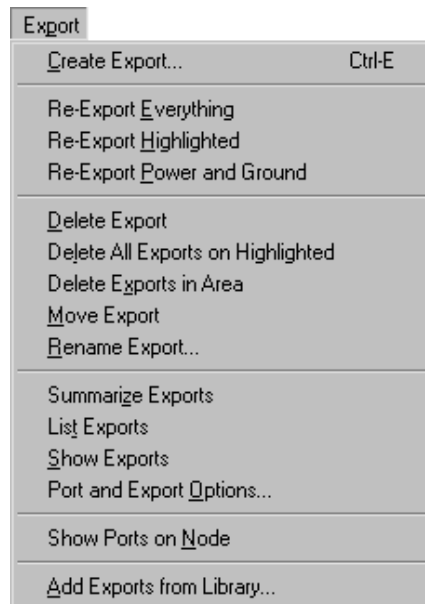 Export
Create Export... Ctrl-E
Re-Export Everything
Re-Export Highlighted
Re-Export Power and Ground
Delete Export
Delete All Exports on Highlighted
Delete Exports in Area
Move Export
Rename Export...
Summarize Exports
List Exports
Show Exports
Port and Export Options...
Show Ports on Node
Add Exports from Library...